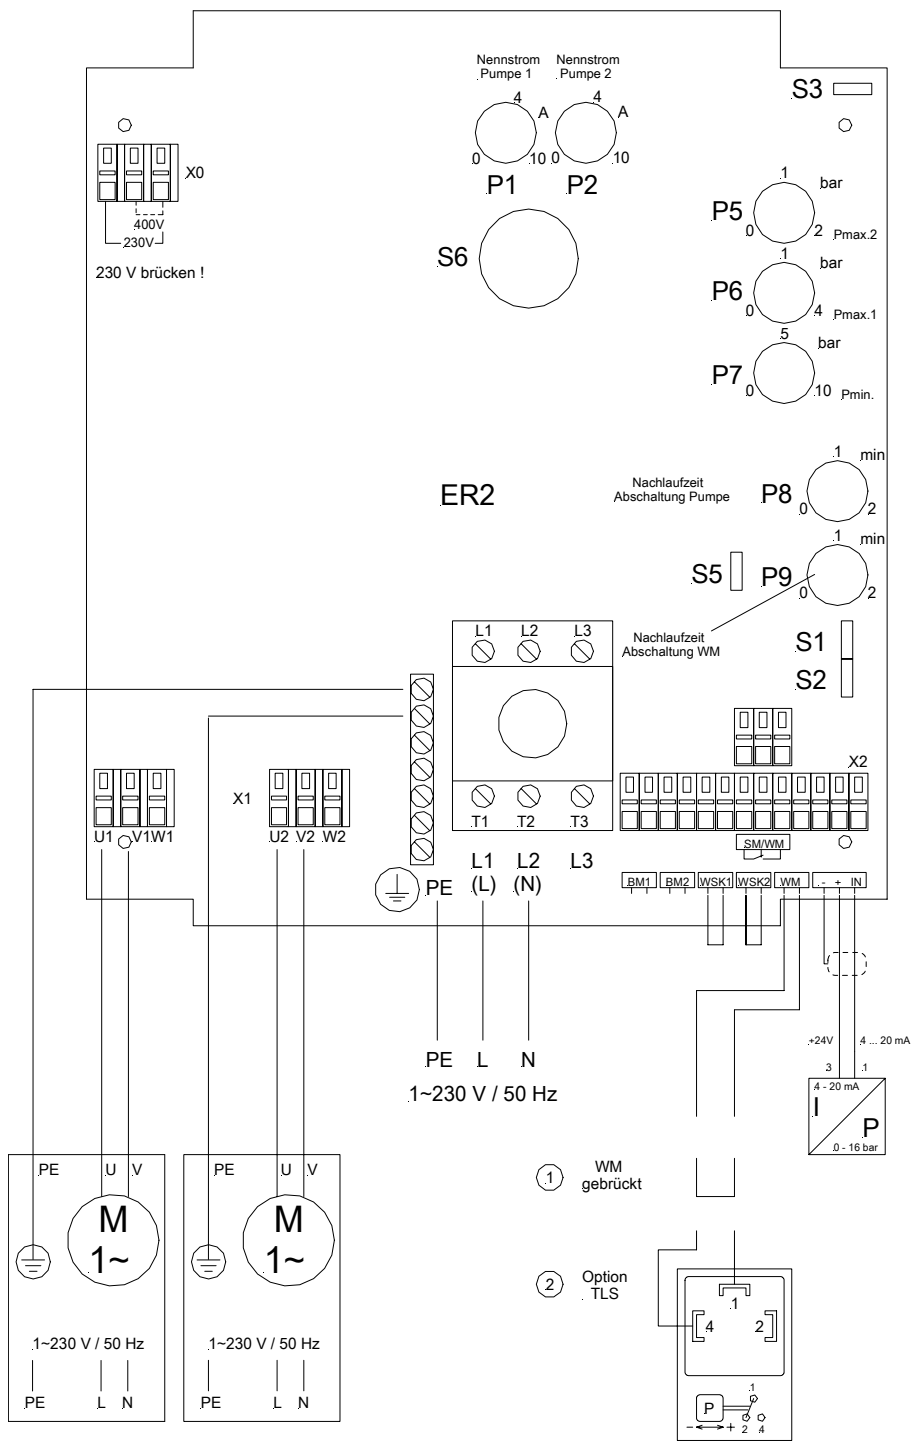 Nennstrom
Pumpe 1
Nennstrom
Pumpe 2
4
A
0
10
P1
4
A
0
10
P2
S3
X0
400V
230V
230 V brücken !
S6
1
bar
P5
0
2
Pmax.2
1
bar
P6
0
4
Pmax.1
5
bar
P7
0
10
Pmin.
ER2
Nachlaufzeit
Abschaltung Pumpe
P8
1
min
0
2
S5
P9
1
min
0
2
Nachlaufzeit
Abschaltung WM
S1
S2
L1 L2 L3
T1 T2 T3
X2
X1
U1 V1 W1
U2 V2 W2
SM/WM
BM1 BM2 WSK1 WSK2 WM - + IN
PE
L1
(L)
L2
(N)
L3
PE L N
1~230 V / 50 Hz
+24V
4 ... 20 mA
3
1
4 - 20 mA
I
P
0 - 16 bar
1
WM
gebrückt
2
Option
TLS
1
4
2
P
- +
1
2 4
PE U V
M
1~
1~230 V / 50 Hz
PE L N
PE U V
M
1~
1~230 V / 50 Hz
PE L N